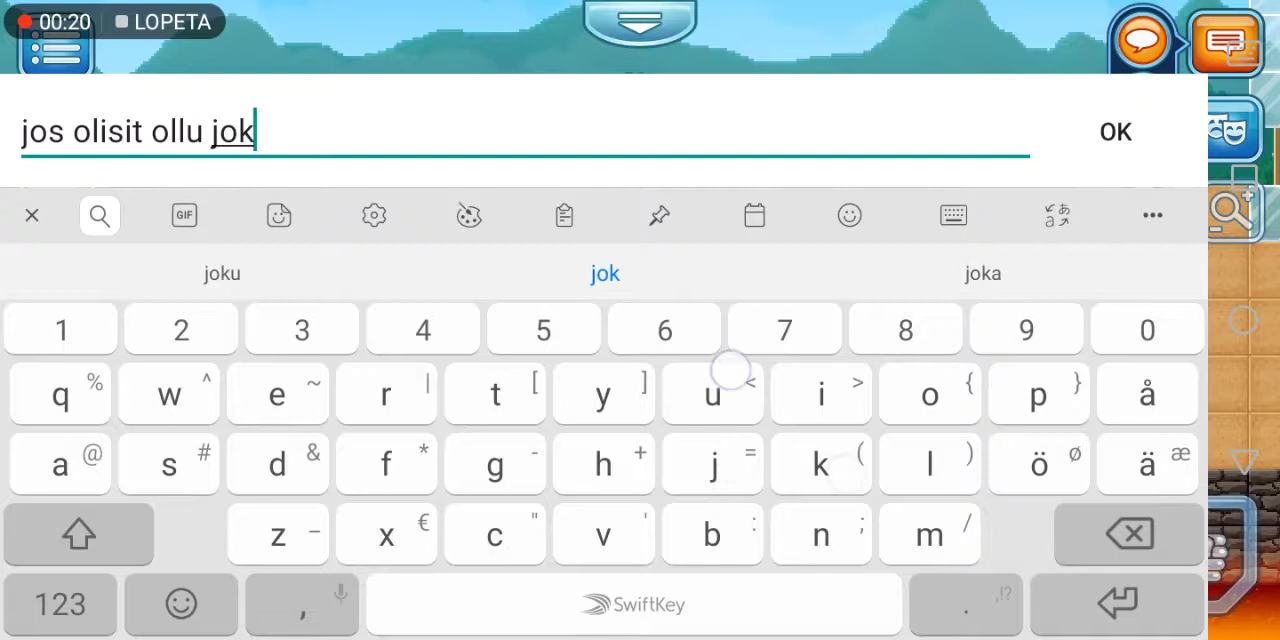 00:20 LOPETA
jos olisit ollu jok
OK
GIF
joku jok joka
1 2 3 4 5 6 7 8 9 0
q % w ^ e ~ r | t [ y ] u < i > o { p } å
a @ s # d & f * g - h + j = k ( l ) ö ø ä æ
z _ x € c " v ' b : n ; m /
123 , SwiftKey . ,!?